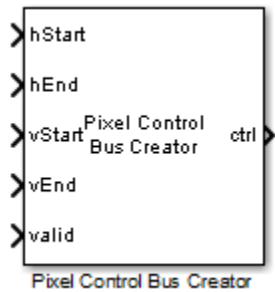 hStart
hEnd
vStart
Pixel Control
Bus Creator
ctrl
vEnd
valid
Pixel Control Bus Creator